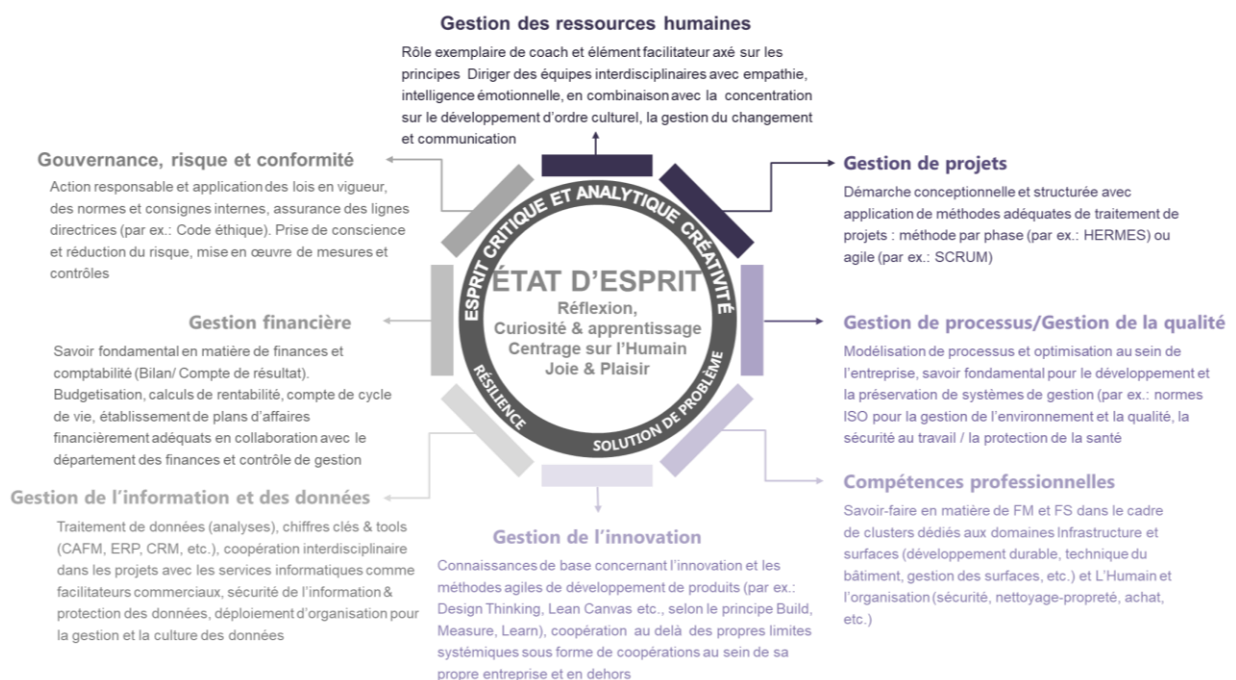 Gestion des ressources humaines
Rôle exemplaire de coach et élément facilitateur axé sur les
principes Diriger des équipes interdisciplinaires avec empathie,
intelligence émotionnelle, en combinaison avec la concentration
sur le développement d'ordre culturel, la gestion du changement
et communication
Gouvernance, risque et conformité
Action responsable et application des lois en vigueur,
des normes et consignes internes, assurance des lignes
directrices (par ex.: Code éthique). Prise de conscience
et réduction du risque, mise en œuvre de mesures et
contrôles
Gestion de projets
Démarche conceptionnelle et structurée avec
application de méthodes adéquates de traitement de
projets : méthode par phase (par ex.: HERMES) ou
agile (par ex.: SCRUM)
ESPRIT CRITIQUE ET ANALYTIQUE
CRÉATIVITÉ
ÉTAT D'ESPRIT
Réflexion,
Curiosité & apprentissage
Centrage sur l'Humain
Joie & Plaisir
RÉSILIENCE
SOLUTION DE PROBLÈME
Gestion financière
Savoir fondamental en matière de finances et
comptabilité (Bilan/ Compte de résultat).
Budgetisation, calculs de rentabilité, compte de cycle
de vie, établissement de plans d'affaires
financièrement adéquats en collaboration avec le
département des finances et contrôle de gestion
Gestion de processus/Gestion de la qualité
Modélisation de processus et optimisation au sein de
l'entreprise, savoir fondamental pour le développement et
la préservation de systèmes de gestion (par ex.: normes
ISO pour la gestion de l'environnement et la qualité, la
sécurité au travail / la protection de la santé
Gestion de l'information et des données
Traitement de données (analyses), chiffres clés & tools
(CAFM, ERP, CRM, etc.), coopération interdisciplinaire
dans les projets avec les services informatiques comme
facilitateurs commerciaux, sécurité de l'information &
protection des données, déploiement d'organisation pour
la gestion et la culture des données
Gestion de l'innovation
Connaissances de base concernant l'innovation et les
méthodes agiles de développement de produits (par ex.:
Design Thinking, Lean Canvas etc., selon le principe Build,
Measure, Learn), coopération au delà des propres limites
systémiques sous forme de coopérations au sein de sa
propre entreprise et en dehors
Compétences professionnelles
Savoir-faire en matière de FM et FS dans le cadre
de clusters dédiés aux domaines Infrastructure et
surfaces (développement durable, technique du
bâtiment, gestion des surfaces, etc.) et L'Humain et
l'organisation (sécurité, nettoyage-propreté, achat,
etc.)